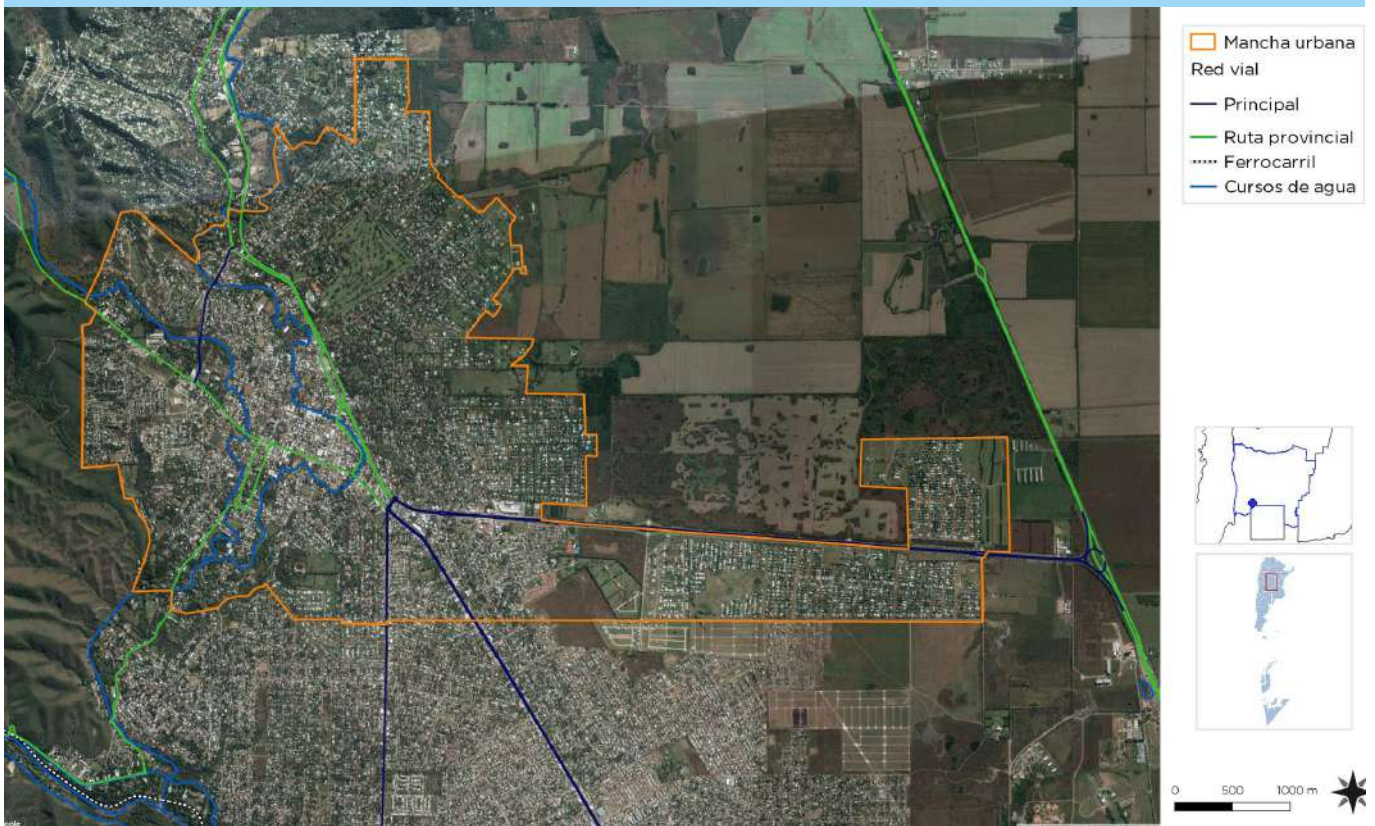 Mancha urbana
Red vial
Principal
Ruta provincial
Ferrocarril
Cursos de agua
0 500 1000 m